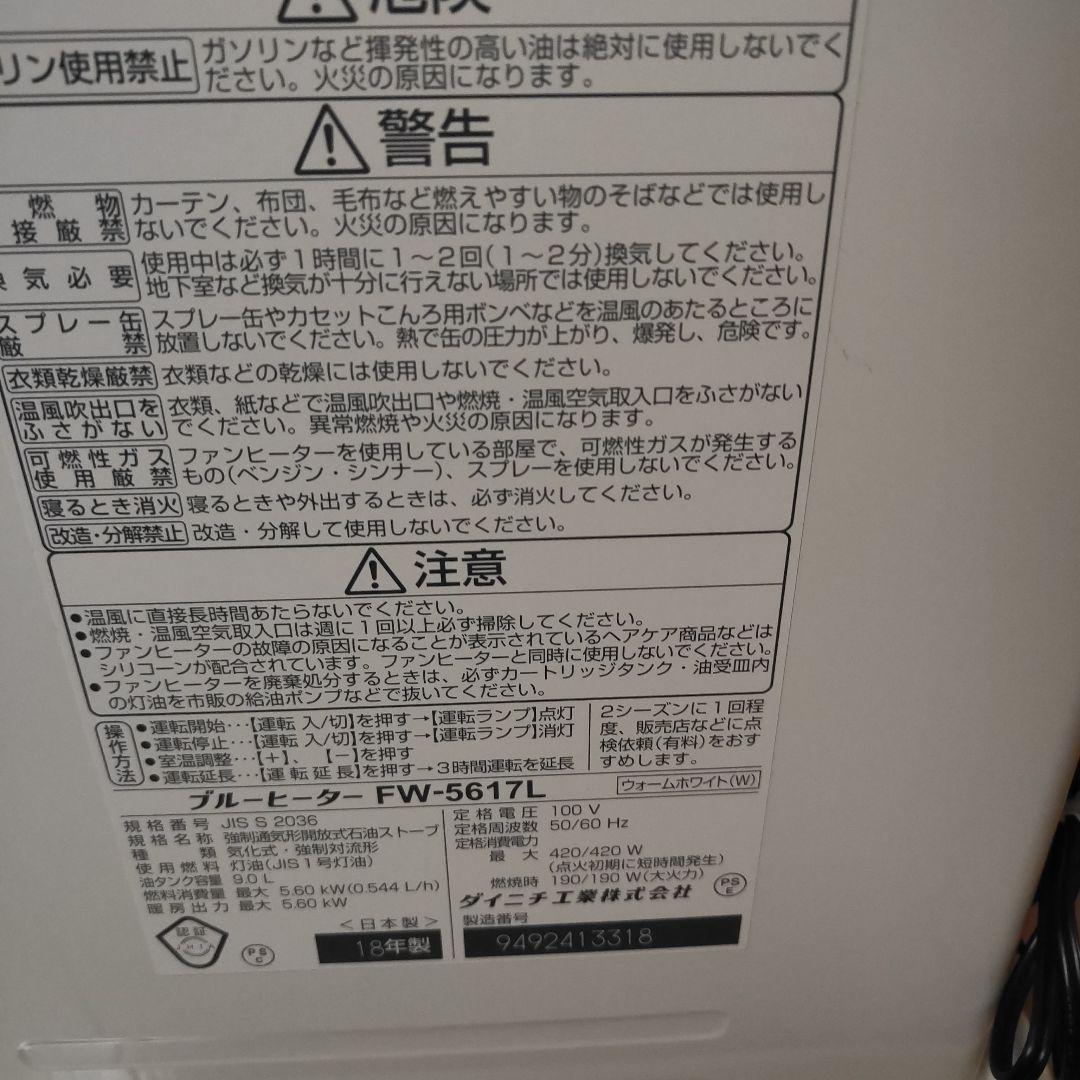 危険
リン使用禁止
ガソリンなど揮発性の高い油は絶対に使用しないでく
ださい。火災の原因になります。
警告
燃物
接厳禁
カーテン、布団、毛布など燃えやすい物のそばなどでは使用し
ないでください。火災の原因になります。
気必要
使用中は必ず1時間に1～2回(1～2分)換気してください。
地下室など換気が十分に行えない場所では使用しないでください。
スプレー缶
厳禁
スプレー缶やカセットこんろ用ボンベなどを温風のあたるところに
放置しないでください。熱で缶の圧力が上がり、爆発し、危険です。
衣類乾燥厳禁
衣類などの乾燥には使用しないでください。
温風吹出口を
ふさがない
衣類、紙などで温風吹出口や燃焼・温風空気取入口をふさがない
でください。異常燃焼や火災の原因になります。
可燃性ガス
使用厳禁
ファンヒーターを使用している部屋で、可燃性ガスが発生する
もの(ベンジン・シンナー)、スプレーを使用しないでください。
寝るとき消火
寝るときや外出するときは、必ず消火してください。
改造・分解禁止
改造・分解して使用しないでください。
注意
●温風に直接長時間あたらないでください。
●燃焼・温風空気取入口は週に1回以上必ず掃除してください。
●ファンヒーターの故障の原因になることが表示されているヘアケア商品などは
シリコーンが配合されています。ファンヒーターと同時に使用しないでください。
●ファンヒーターを廃棄処分するときは、必ずカートリッジタンク・油受皿内
の灯油を市販の給油ポンプなどで抜いてください。
操作方法
●運転開始…【運転 入/切】を押す→【運転ランプ】点灯
●運転停止…【運転 入/切】を押す→【運転ランプ】消灯
●室温調整…【+】、【−】を押す
●運転延長…【運転延長】を押す→3時間運転を延長
2シーズンに1回程
度、販売店などに点
検依頼(有料)をおす
すめします。
ブルーヒーター FW-5617L
ウォームホワイト(W)
規格番号 JIS S 2036
規格名称 強制通気形開放式石油ストーブ
種類 気化式・強制対流形
使用燃料 灯油(JIS1号灯油)
油タンク容量 9.0 L
燃料消費量 最大 5.60 kW(0.544 L/h)
暖房出力 最大 5.60 kW
<日本製>
認証
JHIA
PS
C
18年製
定格電圧 100 V
定格周波数 50/60 Hz
定格消費電力
最大 420/420 W
(点火初期に短時間発生)
燃焼時 190/190 W(大火力)
ダイニチ工業株式会社
PS
E
製造番号
9492413318